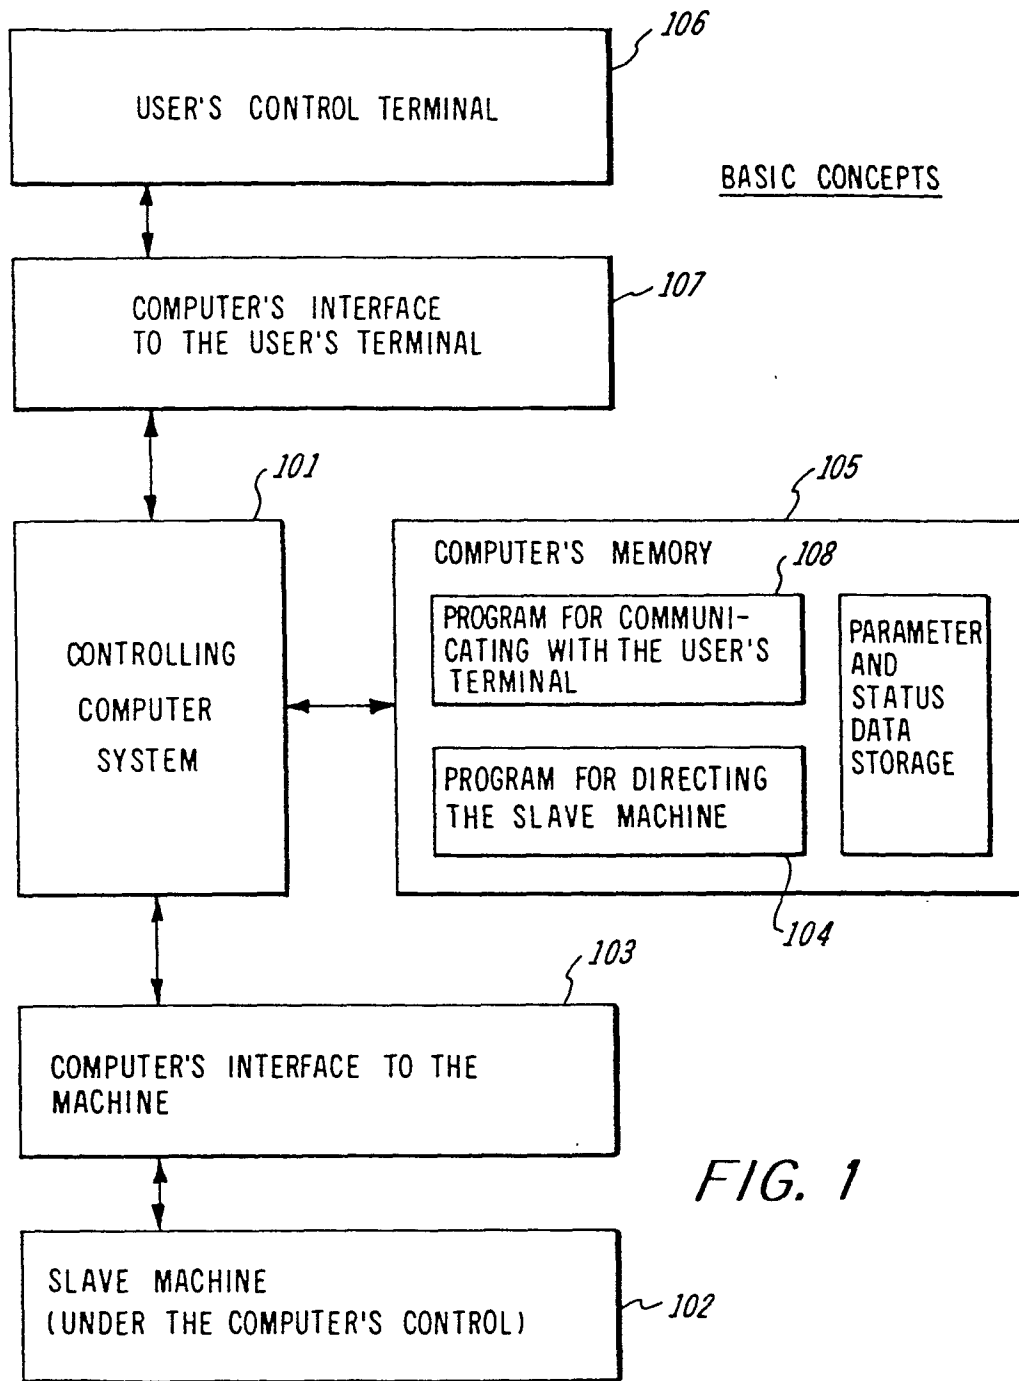 106
USER'S CONTROL TERMINAL
BASIC CONCEPTS
107
COMPUTER'S INTERFACE
TO THE USER'S TERMINAL
101
105
COMPUTER'S MEMORY
108
CONTROLLING
COMPUTER
SYSTEM
PROGRAM FOR COMMUNI-
CATING WITH THE USER'S
TERMINAL
PARAMETER
AND
STATUS
DATA
STORAGE
PROGRAM FOR DIRECTING
THE SLAVE MACHINE
104
103
COMPUTER'S INTERFACE TO THE
MACHINE
FIG. 1
SLAVE MACHINE
(UNDER THE COMPUTER'S CONTROL)
102